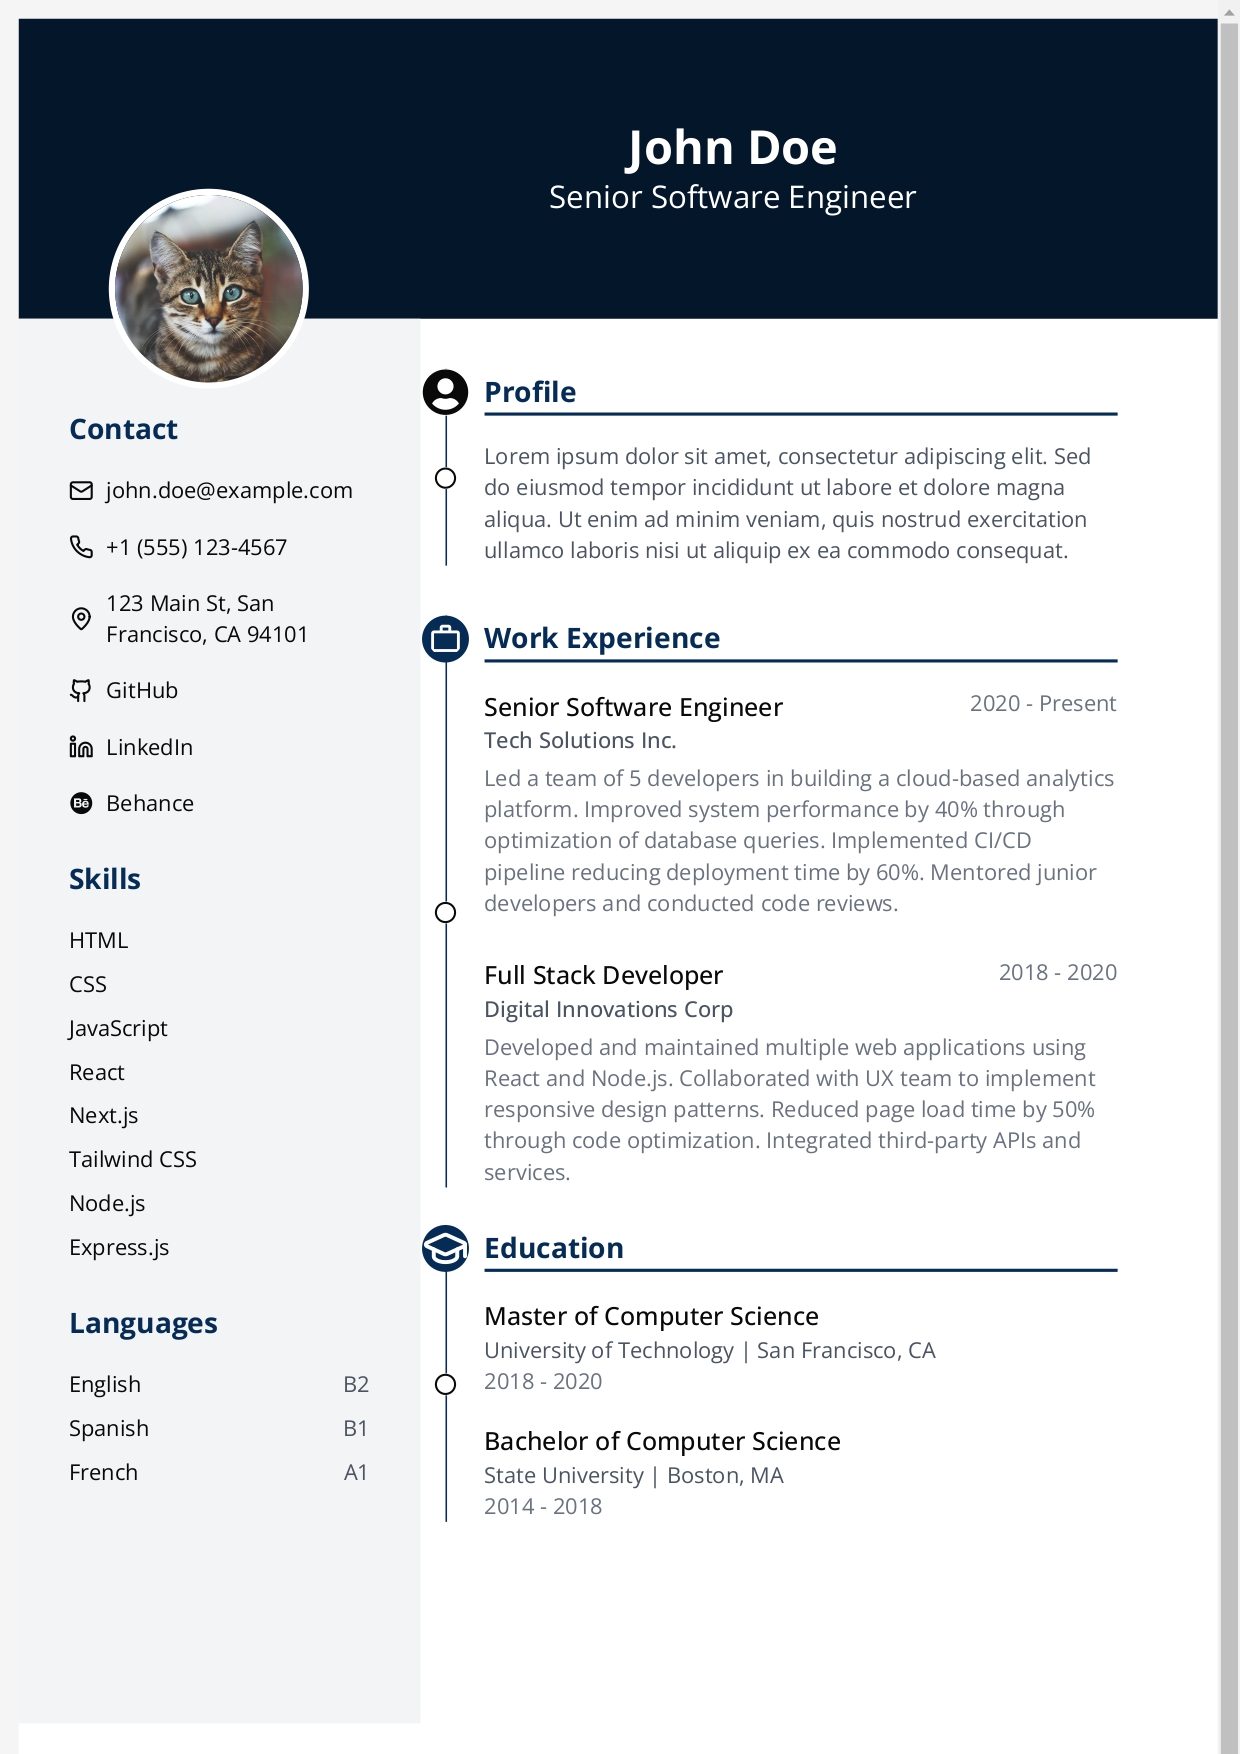 John Doe
Senior Software Engineer
Contact
john.doe@example.com
+1 (555) 123-4567
123 Main St, San
Francisco, CA 94101
GitHub
LinkedIn
Bē Behance
Skills
HTML
CSS
JavaScript
React
Next.js
Tailwind CSS
Node.js
Express.js
Languages
English B2
Spanish B1
French A1
Profile
Lorem ipsum dolor sit amet, consectetur adipiscing elit. Sed
do eiusmod tempor incididunt ut labore et dolore magna
aliqua. Ut enim ad minim veniam, quis nostrud exercitation
ullamco laboris nisi ut aliquip ex ea commodo consequat.
Work Experience
Senior Software Engineer 2020 - Present
Tech Solutions Inc.
Led a team of 5 developers in building a cloud-based analytics
platform. Improved system performance by 40% through
optimization of database queries. Implemented CI/CD
pipeline reducing deployment time by 60%. Mentored junior
developers and conducted code reviews.
Full Stack Developer 2018 - 2020
Digital Innovations Corp
Developed and maintained multiple web applications using
React and Node.js. Collaborated with UX team to implement
responsive design patterns. Reduced page load time by 50%
through code optimization. Integrated third-party APIs and
services.
Education
Master of Computer Science
University of Technology | San Francisco, CA
2018 - 2020
Bachelor of Computer Science
State University | Boston, MA
2014 - 2018